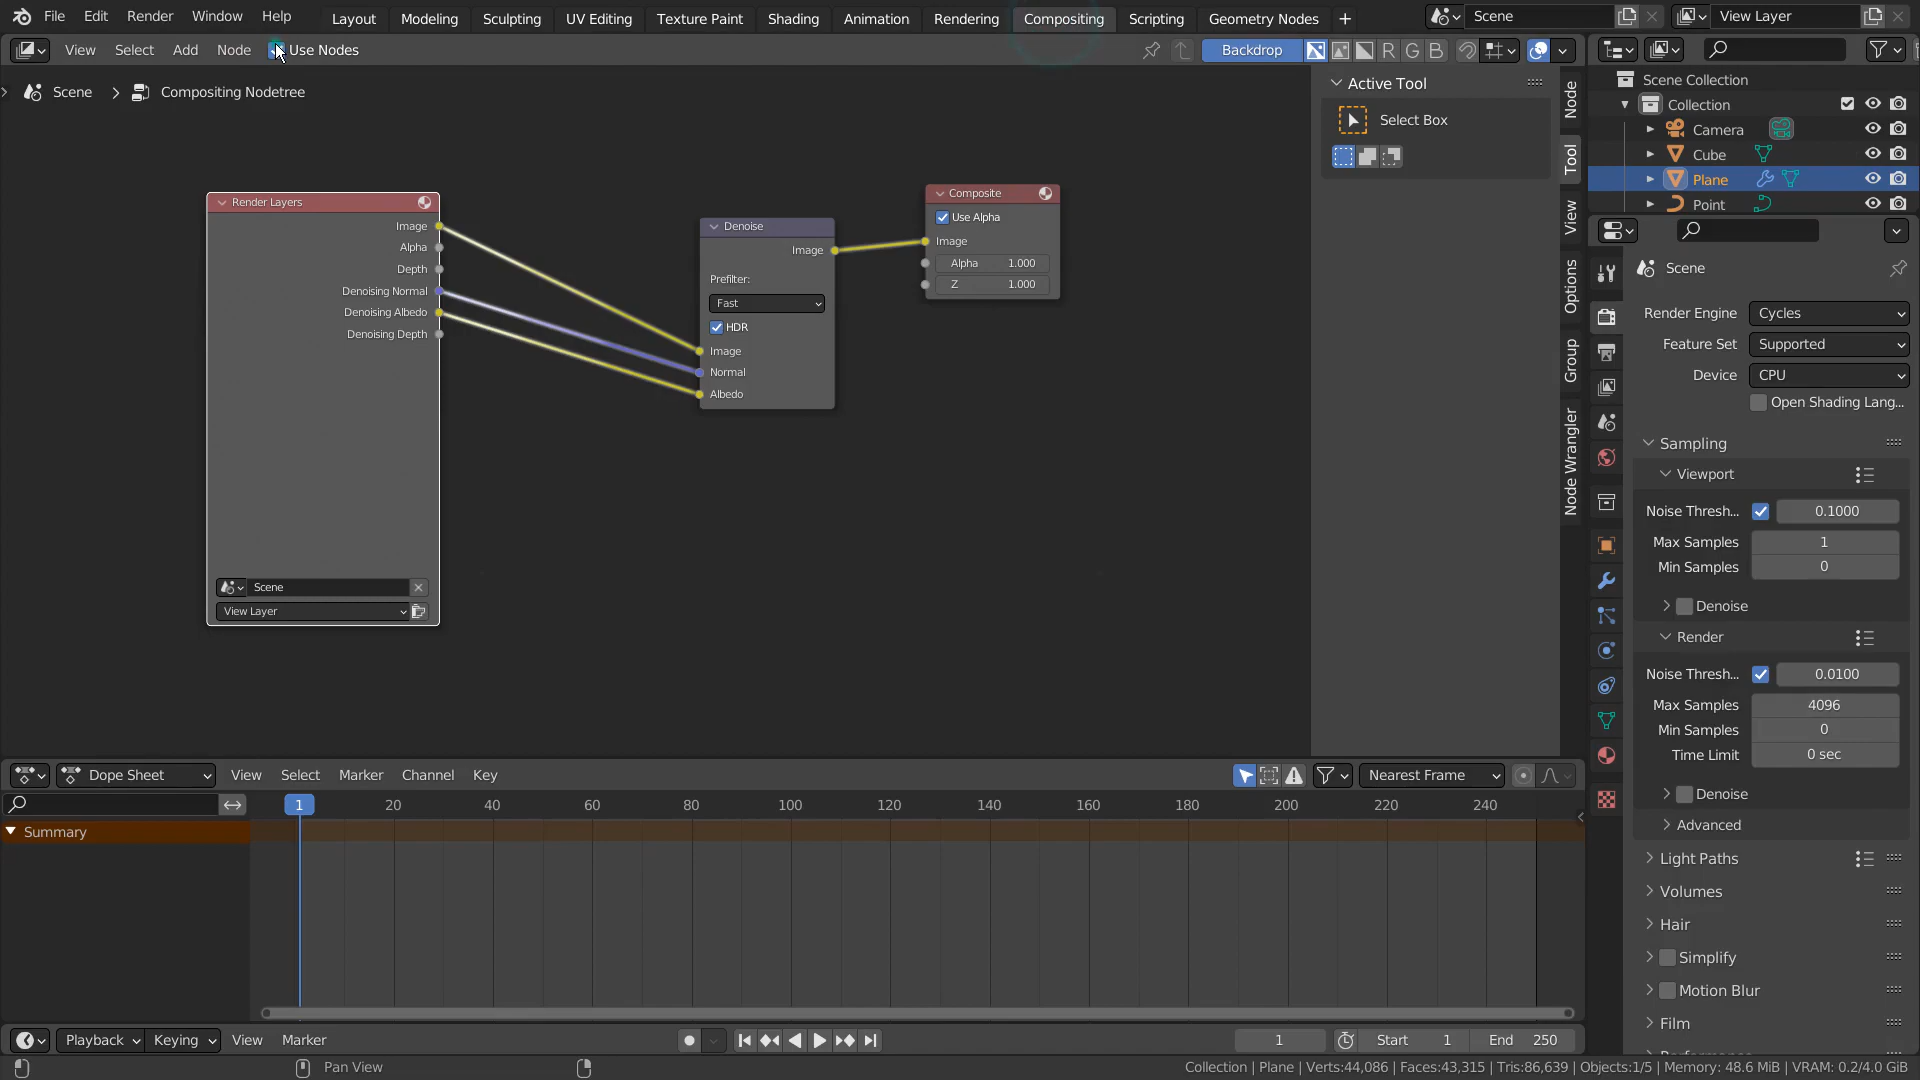 File Edit Render Window Help Layout Modeling Sculpting UV Editing Texture Paint Shading Animation Rendering Compositing Scripting Geometry Nodes + Scene View Layer
View Select Add Node Use Nodes Backdrop R G B
Scene > Compositing Nodetree
Active Tool
Select Box
Node
Tool
View
Options
Group
Node Wrangler
Render Layers
Image
Alpha
Depth
Denoising Normal
Denoising Albedo
Denoising Depth
Scene
View Layer
Denoise
Image
Prefilter:
Fast
HDR
Image
Normal
Albedo
Composite
Use Alpha
Image
Alpha 1.000
Z 1.000
Scene Collection
Collection
Camera
Cube
Plane
Point
Scene
Render Engine Cycles
Feature Set Supported
Device CPU
Open Shading Lang...
Sampling
Viewport
Noise Thresh... 0.1000
Max Samples 1
Min Samples 0
Denoise
Render
Noise Thresh... 0.0100
Max Samples 4096
Min Samples 0
Time Limit 0 sec
Denoise
Advanced
Light Paths
Volumes
Hair
Simplify
Motion Blur
Film
Dope Sheet View Select Marker Channel Key Nearest Frame
1 20 40 60 80 100 120 140 160 180 200 220 240
Summary
Playback Keying View Marker 1 Start 1 End 250
Pan View Collection | Plane | Verts:44,086 | Faces:43,315 | Tris:86,639 | Objects:1/5 | Memory: 48.6 MiB | VRAM: 0.2/4.0 GiB